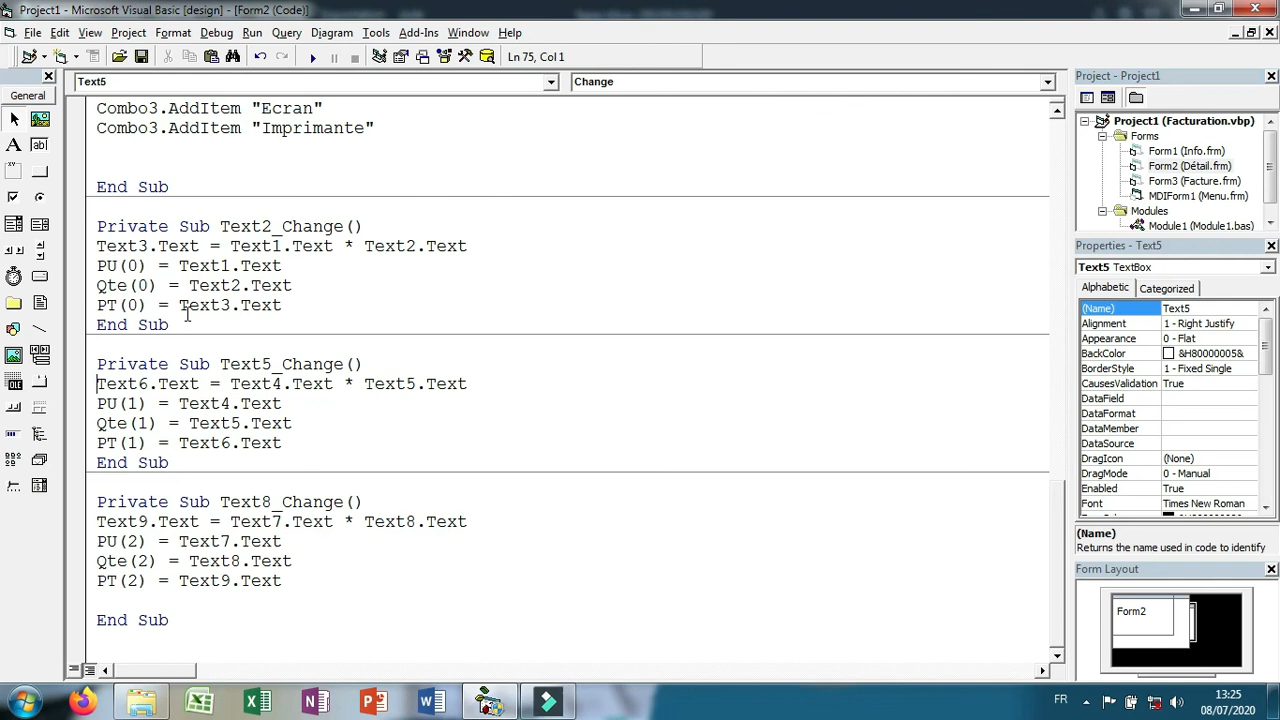 Project1 - Microsoft Visual Basic [design] - [Form2 (Code)]
File Edit View Project Format Debug Run Query Diagram Tools Add-Ins Window Help
Ln 75, Col 1
General
Text5
Change
Combo3.AddItem "Ecran"
Combo3.AddItem "Imprimante"
End Sub
Private Sub Text2_Change()
Text3.Text = Text1.Text * Text2.Text
PU(0) = Text1.Text
Qte(0) = Text2.Text
PT(0) = Text3.Text
End Sub
Private Sub Text5_Change()
Text6.Text = Text4.Text * Text5.Text
PU(1) = Text4.Text
Qte(1) = Text5.Text
PT(1) = Text6.Text
End Sub
Private Sub Text8_Change()
Text9.Text = Text7.Text * Text8.Text
PU(2) = Text7.Text
Qte(2) = Text8.Text
PT(2) = Text9.Text
End Sub
Project - Project1
Project1 (Facturation.vbp)
Forms
Form1 (Info.frm)
Form2 (Détail.frm)
Form3 (Facture.frm)
MDIForm1 (Menu.frm)
Modules
Module1 (Module1.bas)
Properties - Text5
Text5 TextBox
Alphabetic Categorized
(Name) Text5
Alignment 1 - Right Justify
Appearance 0 - Flat
BackColor &H80000005&
BorderStyle 1 - Fixed Single
CausesValidation True
DataField
DataFormat
DataMember
DataSource
DragIcon (None)
DragMode 0 - Manual
Enabled True
Font Times New Roman
(Name)
Returns the name used in code to identify
Form Layout
Form2
FR
13:25
08/07/2020